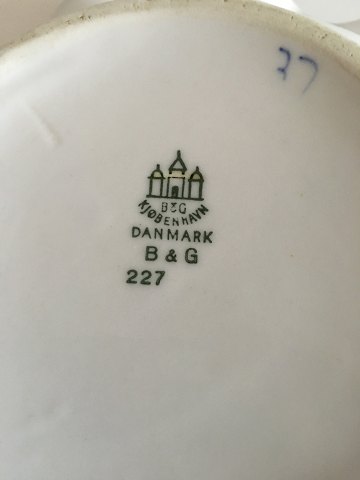 37
B&G
KJØBENHAVN
DANMARK
B & G
227